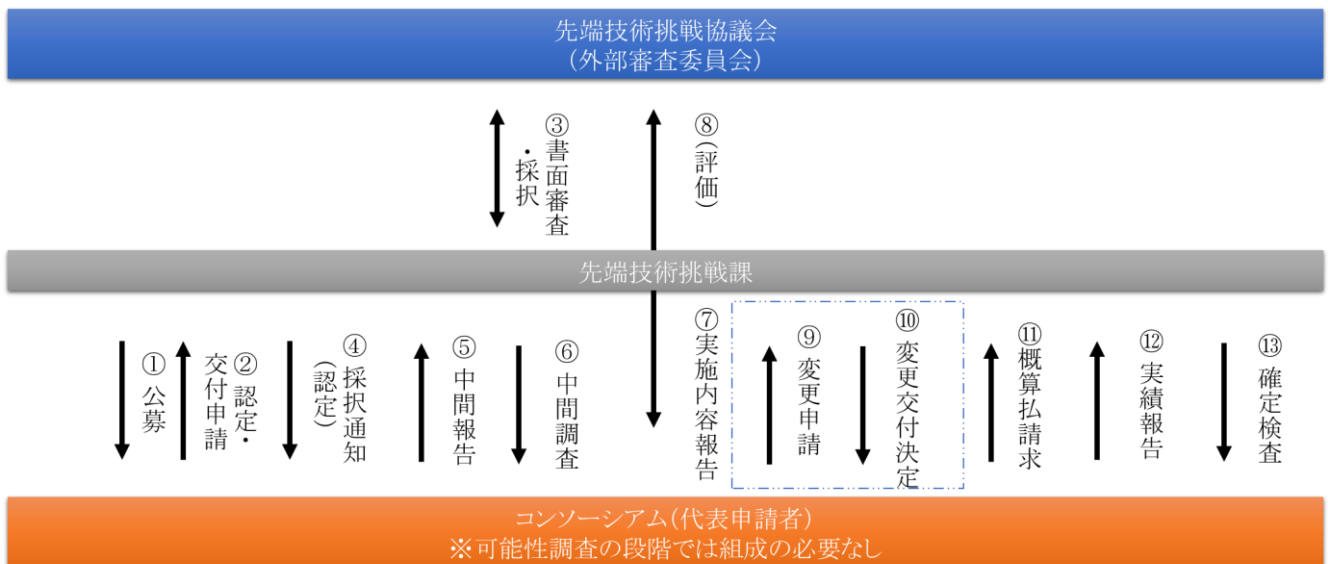 先端技術挑戦協議会
(外部審査委員会)
③書面審査
・採択
⑧(評価)
先端技術挑戦課
①公募
②認定・
交付申請
④採択通知
(認定)
⑤中間報告
⑥中間調査
⑦実施内容報告
⑨変更申請
⑩変更交付決定
⑪概算払請求
⑫実績報告
⑬確定検査
コンソーシアム(代表申請者)
※可能性調査の段階では組成の必要なし